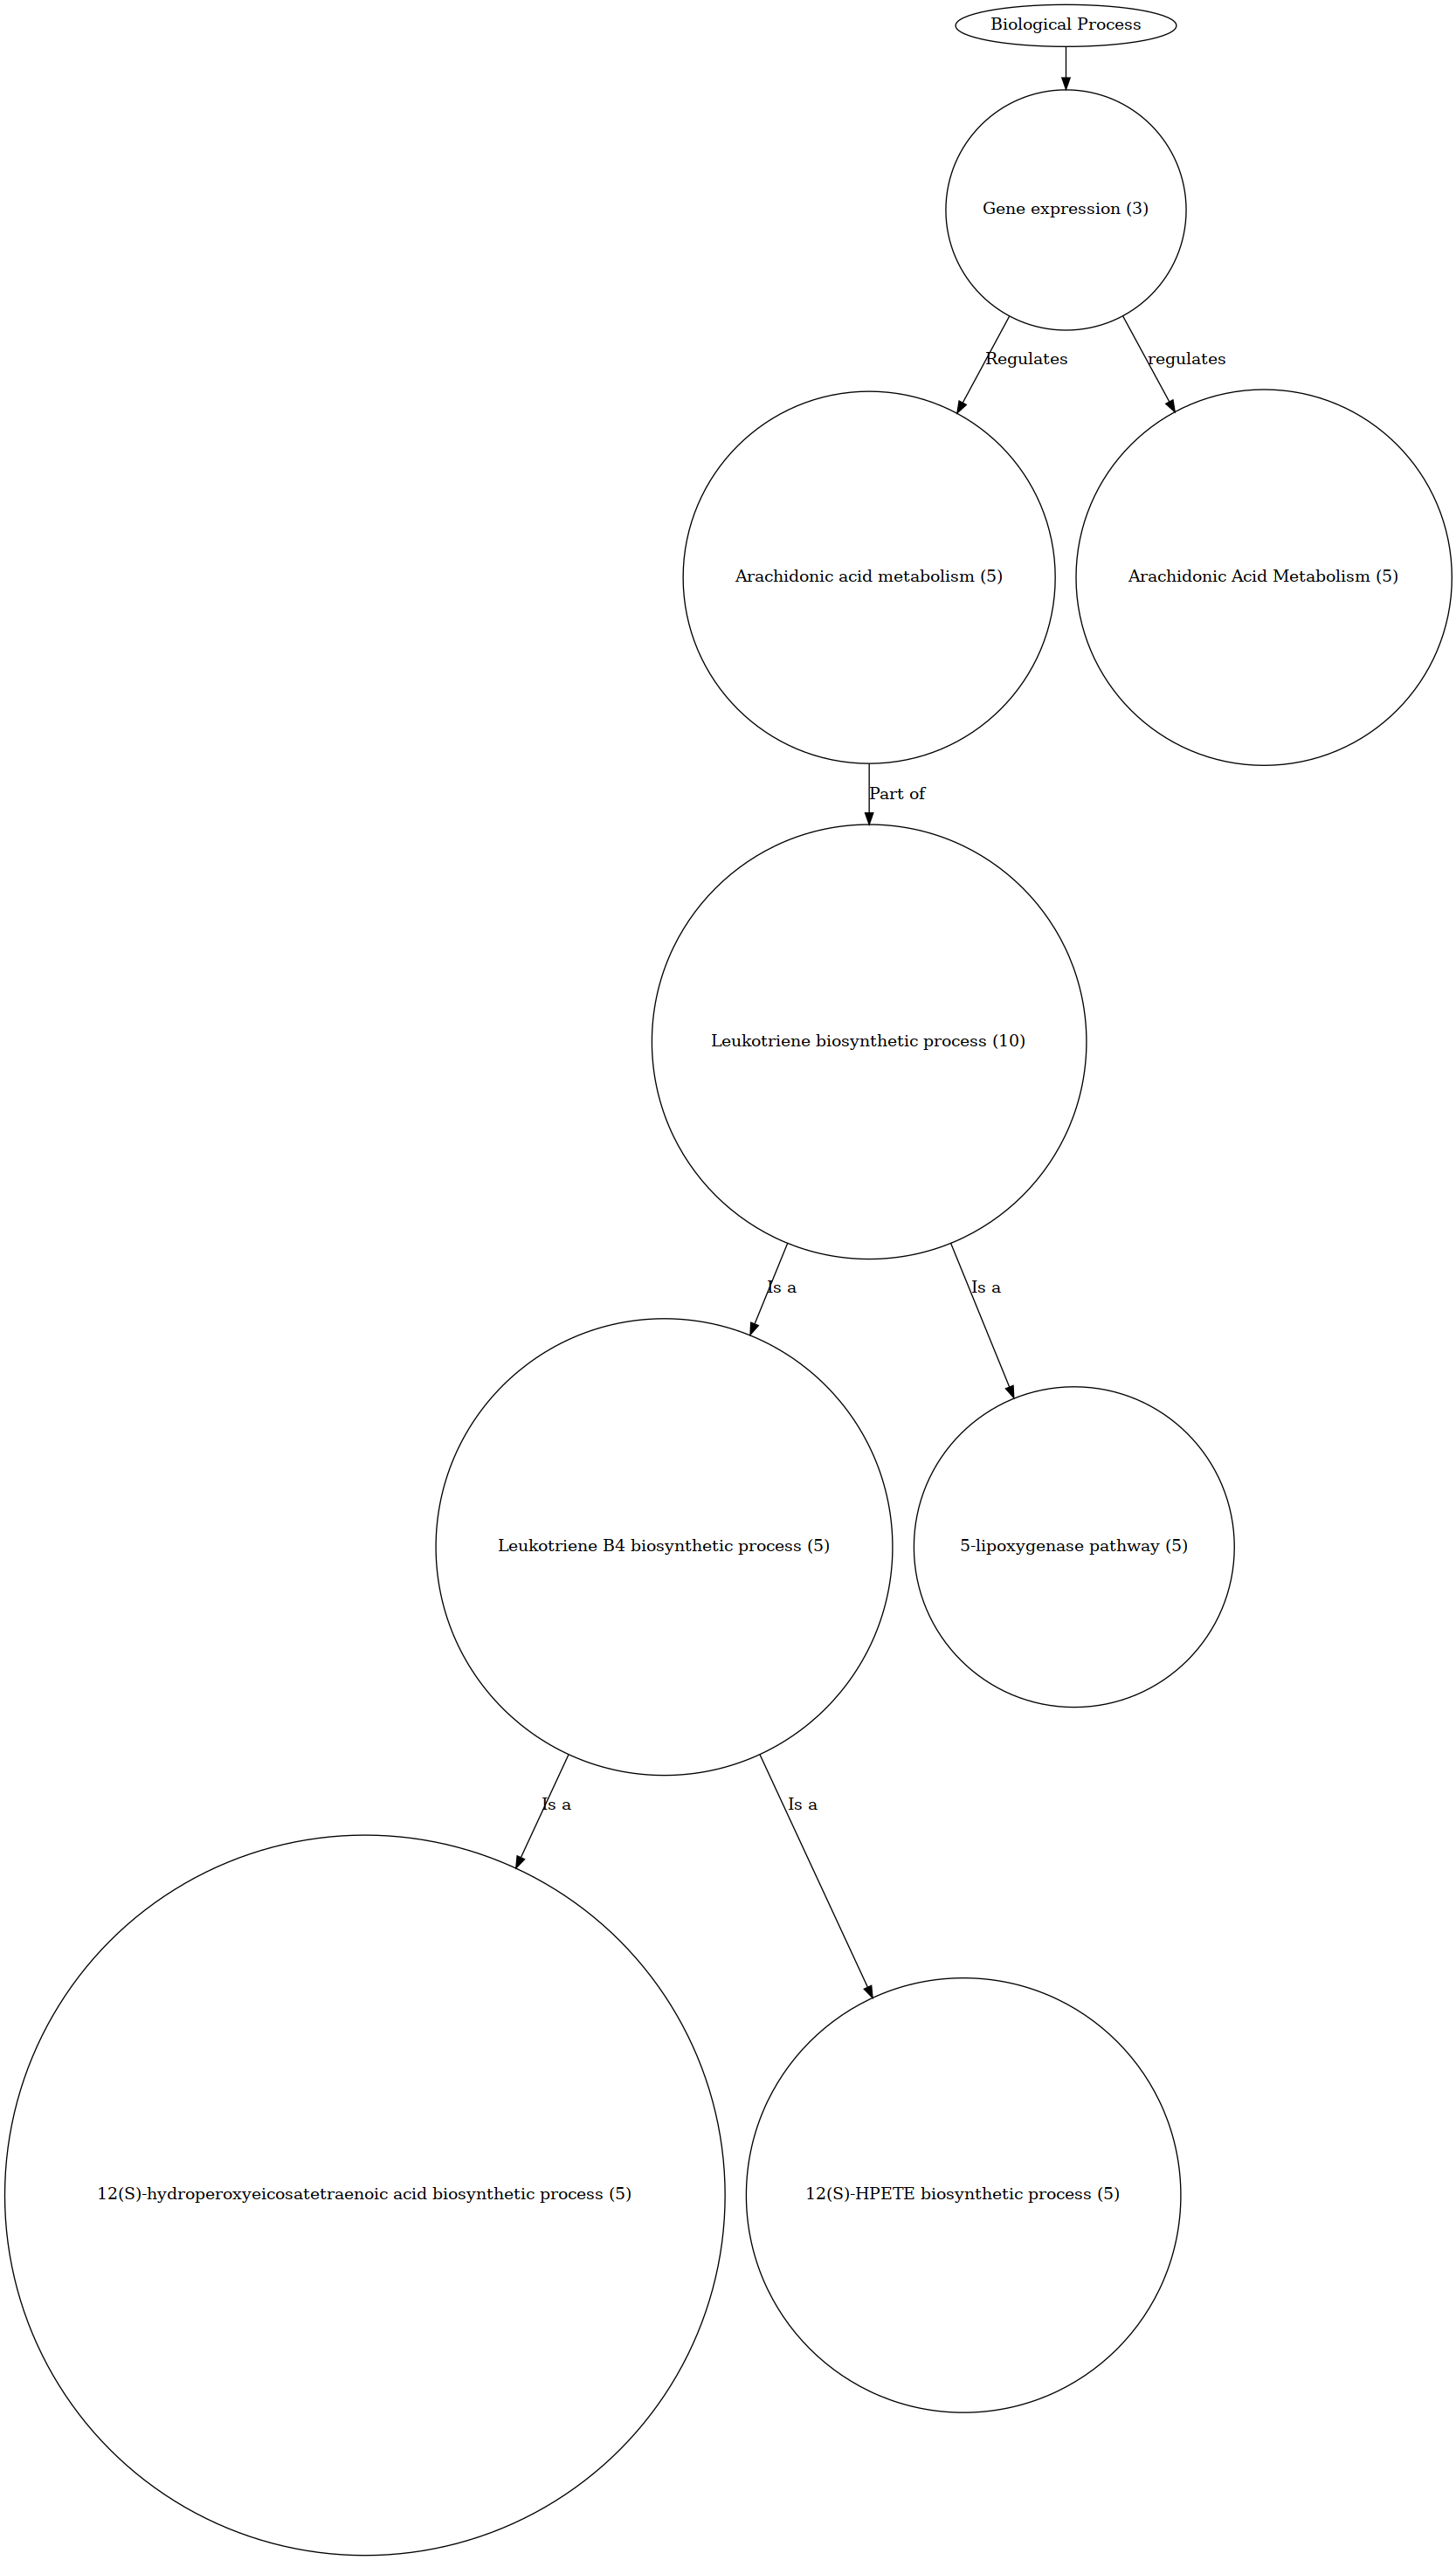 Biological Process
Gene expression (3)
Regulates
regulates
Arachidonic acid metabolism (5)
Arachidonic Acid Metabolism (5)
Part of
Leukotriene biosynthetic process (10)
Is a
Is a
Leukotriene B4 biosynthetic process (5)
5-lipoxygenase pathway (5)
Is a
Is a
12(S)-hydroperoxyeicosatetraenoic acid biosynthetic process (5)
12(S)-HPETE biosynthetic process (5)